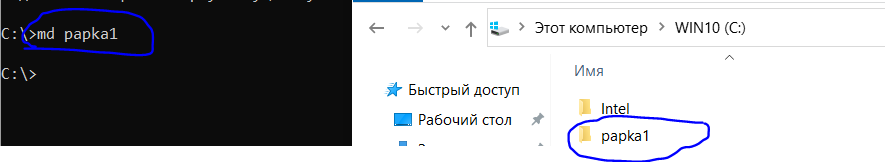 C:\>md papka1
C:\>
Этот компьютер > WIN10 (C:)
Быстрый доступ
Рабочий стол
Имя
Intel
papka1